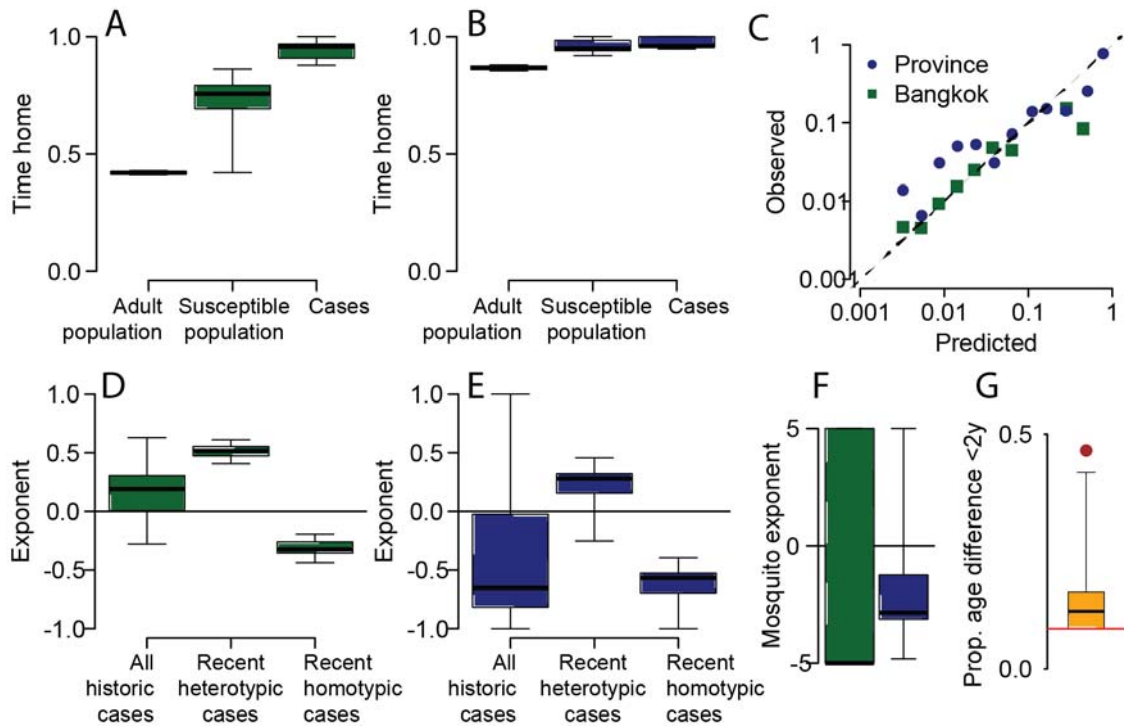 A
1.0
0.5
0.0
Time home
Adult population
Susceptible population
Cases
B
1.0
0.5
0.0
Time home
Adult population
Susceptible population
Cases
C
1
0.1
0.01
0.001
Observed
Province
Bangkok
0.001
0.01
0.1
1
Predicted
D
1.0
0.5
0.0
-0.5
-1.0
Exponent
All
historic
cases
Recent
heterotypic
cases
Recent
homotypic
cases
E
1.0
0.5
0.0
-0.5
-1.0
Exponent
All
historic
cases
Recent
heterotypic
cases
Recent
homotypic
cases
F
5
0
-5
Mosquito exponent
G
0.5
0.0
Prop. age difference <2y